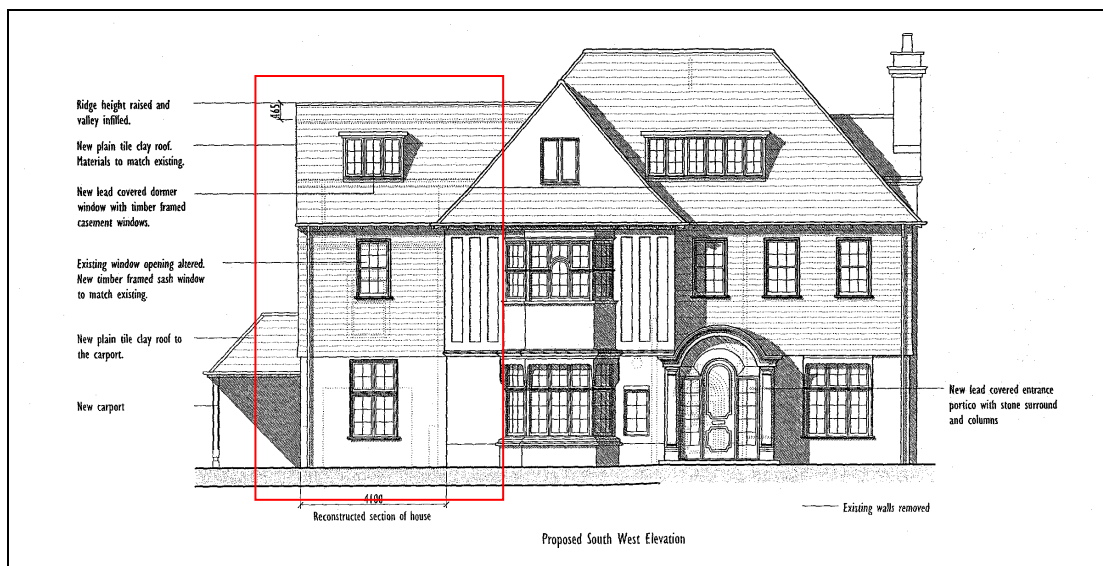 Ridge height raised and
valley infilled.
465
New plain tile clay roof.
Materials to match existing.
New lead covered dormer
window with timber framed
casement windows.
Existing window opening altered.
New timber framed sash window
to match existing.
New plain tile clay roof to
the carport.
New carport
New lead covered entrance
portico with stone surround
and columns
4100
Reconstructed section of house
Existing walls removed
Proposed South West Elevation